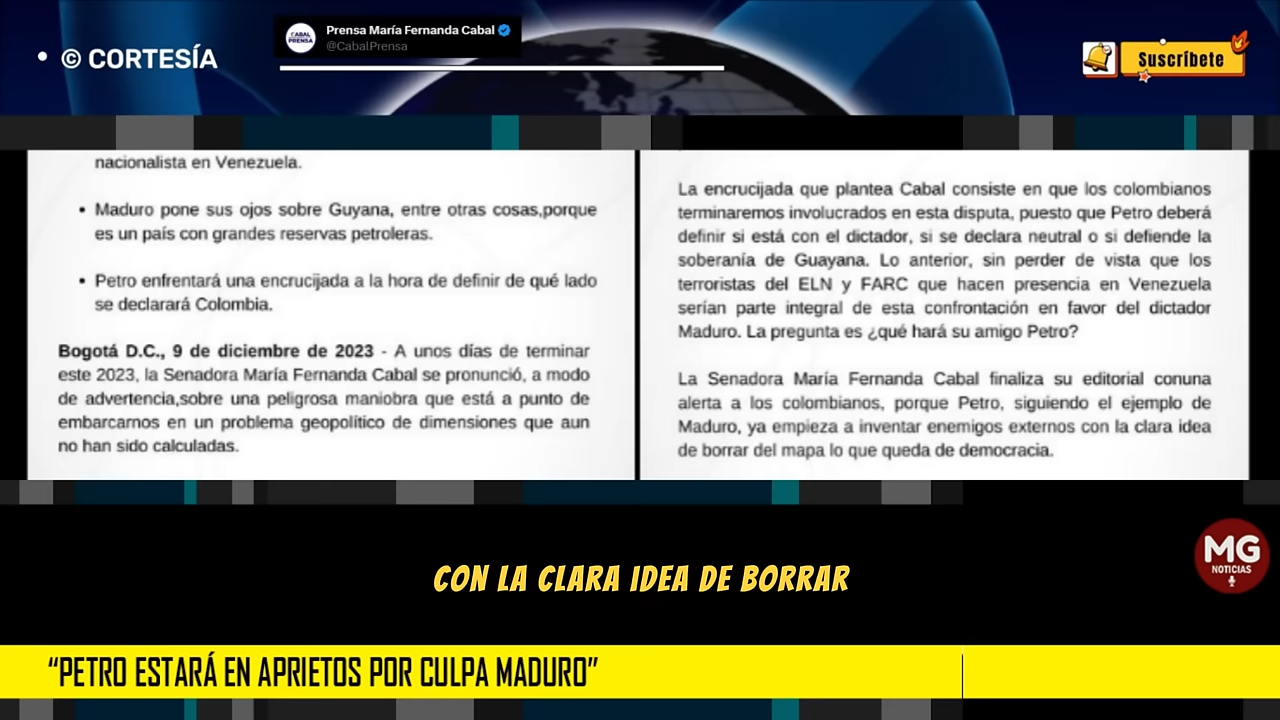 • © CORTESÍA
Prensa María Fernanda Cabal
@CabalPrensa
CABAL
PRENSA
Suscríbete
nacionalista en Venezuela.
• Maduro pone sus ojos sobre Guyana, entre otras cosas,porque
es un país con grandes reservas petroleras.
• Petro enfrentará una encrucijada a la hora de definir de qué lado
se declarará Colombia.
Bogotá D.C., 9 de diciembre de 2023 - A unos días de terminar
este 2023, la Senadora María Fernanda Cabal se pronunció, a modo
de advertencia,sobre una peligrosa maniobra que está a punto de
embarcarnos en un problema geopolítico de dimensiones que aun
no han sido calculadas.
La encrucijada que plantea Cabal consiste en que los colombianos
terminaremos involucrados en esta disputa, puesto que Petro deberá
definir si está con el dictador, si se declara neutral o si defiende la
soberanía de Guayana. Lo anterior, sin perder de vista que los
terroristas del ELN y FARC que hacen presencia en Venezuela
serían parte integral de esta confrontación en favor del dictador
Maduro. La pregunta es ¿qué hará su amigo Petro?
La Senadora María Fernanda Cabal finaliza su editorial conuna
alerta a los colombianos, porque Petro, siguiendo el ejemplo de
Maduro, ya empieza a inventar enemigos externos con la clara idea
de borrar del mapa lo que queda de democracia.
MG
NOTICIAS
CON LA CLARA IDEA DE BORRAR
“PETRO ESTARÁ EN APRIETOS POR CULPA MADURO”